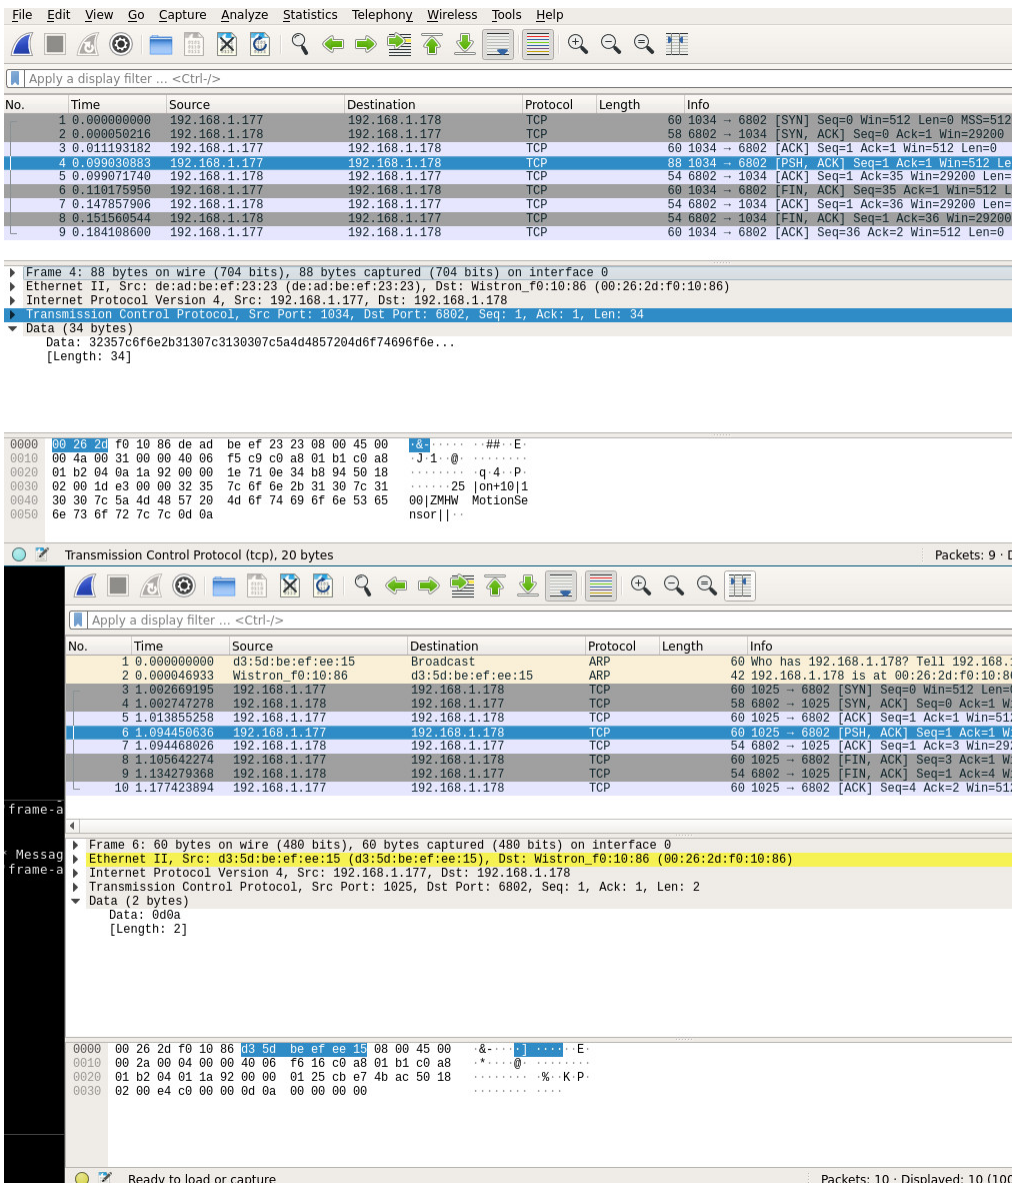 File Edit View Go Capture Analyze Statistics Telephony Wireless Tools Help
Apply a display filter ... <Ctrl-/>
No. Time Source Destination Protocol Length Info
1 0.000000000 192.168.1.177 192.168.1.178 TCP 60 1034 → 6802 [SYN] Seq=0 Win=512 Len=0 MSS=512
2 0.000050216 192.168.1.178 192.168.1.177 TCP 58 6802 → 1034 [SYN, ACK] Seq=0 Ack=1 Win=29200
3 0.011193182 192.168.1.177 192.168.1.178 TCP 60 1034 → 6802 [ACK] Seq=1 Ack=1 Win=512 Len=0
4 0.099030883 192.168.1.177 192.168.1.178 TCP 88 1034 → 6802 [PSH, ACK] Seq=1 Ack=1 Win=512 Le
5 0.099071740 192.168.1.178 192.168.1.177 TCP 54 6802 → 1034 [ACK] Seq=1 Ack=35 Win=29200 Len=
6 0.110175950 192.168.1.177 192.168.1.178 TCP 60 1034 → 6802 [FIN, ACK] Seq=35 Ack=1 Win=512 L
7 0.147857906 192.168.1.178 192.168.1.177 TCP 54 6802 → 1034 [ACK] Seq=1 Ack=36 Win=29200 Len=
8 0.151560544 192.168.1.178 192.168.1.177 TCP 54 6802 → 1034 [FIN, ACK] Seq=1 Ack=36 Win=29200
9 0.184108600 192.168.1.177 192.168.1.178 TCP 60 1034 → 6802 [ACK] Seq=36 Ack=2 Win=512 Len=0
Frame 4: 88 bytes on wire (704 bits), 88 bytes captured (704 bits) on interface 0
Ethernet II, Src: de:ad:be:ef:23:23 (de:ad:be:ef:23:23), Dst: Wistron_f0:10:86 (00:26:2d:f0:10:86)
Internet Protocol Version 4, Src: 192.168.1.177, Dst: 192.168.1.178
Transmission Control Protocol, Src Port: 1034, Dst Port: 6802, Seq: 1, Ack: 1, Len: 34
Data (34 bytes)
Data: 32357c6f6e2b31307c3130307c5a4d4857204d6f74696f6e...
[Length: 34]
0000 00 26 2d f0 10 86 de ad be ef 23 23 08 00 45 00 ·&-····· ··##··E·
0010 00 4a 00 31 00 00 40 06 f5 c9 c0 a8 01 b1 c0 a8 ·J·1··@· ········
0020 01 b2 04 0a 1a 92 00 00 1e 71 0e 34 b8 94 50 18 ········ ·q·4··P·
0030 02 00 1d e3 00 00 32 35 7c 6f 6e 2b 31 30 7c 31 ······25 |on+10|1
0040 30 30 7c 5a 4d 48 57 20 4d 6f 74 69 6f 6e 53 65 00|ZMHW MotionSe
0050 6e 73 6f 72 7c 7c 0d 0a nsor||··
Transmission Control Protocol (tcp), 20 bytes Packets: 9 · D
Apply a display filter ... <Ctrl-/>
No. Time Source Destination Protocol Length Info
1 0.000000000 d3:5d:be:ef:ee:15 Broadcast ARP 60 Who has 192.168.1.178? Tell 192.168.1
2 0.000046933 Wistron_f0:10:86 d3:5d:be:ef:ee:15 ARP 42 192.168.1.178 is at 00:26:2d:f0:10:8
3 1.002669195 192.168.1.177 192.168.1.178 TCP 60 1025 → 6802 [SYN] Seq=0 Win=512 Len=
4 1.002747278 192.168.1.178 192.168.1.177 TCP 58 6802 → 1025 [SYN, ACK] Seq=0 Ack=1 W
5 1.013855258 192.168.1.177 192.168.1.178 TCP 60 1025 → 6802 [ACK] Seq=1 Ack=1 Win=51
6 1.094450636 192.168.1.177 192.168.1.178 TCP 60 1025 → 6802 [PSH, ACK] Seq=1 Ack=1 W
7 1.094468026 192.168.1.178 192.168.1.177 TCP 54 6802 → 1025 [ACK] Seq=1 Ack=3 Win=29
8 1.105642274 192.168.1.177 192.168.1.178 TCP 60 1025 → 6802 [FIN, ACK] Seq=3 Ack=1 W
9 1.134279368 192.168.1.178 192.168.1.177 TCP 54 6802 → 1025 [FIN, ACK] Seq=1 Ack=4 W
10 1.177423894 192.168.1.177 192.168.1.178 TCP 60 1025 → 6802 [ACK] Seq=4 Ack=2 Win=51
frame-a
Frame 6: 60 bytes on wire (480 bits), 60 bytes captured (480 bits) on interface 0
* Messag
Ethernet II, Src: d3:5d:be:ef:ee:15 (d3:5d:be:ef:ee:15), Dst: Wistron_f0:10:86 (00:26:2d:f0:10:86)
frame-a
Internet Protocol Version 4, Src: 192.168.1.177, Dst: 192.168.1.178
Transmission Control Protocol, Src Port: 1025, Dst Port: 6802, Seq: 1, Ack: 1, Len: 2
Data (2 bytes)
Data: 0d0a
[Length: 2]
0000 00 26 2d f0 10 86 d3 5d be ef ee 15 08 00 45 00 ·&-····] ······E·
0010 00 2a 00 04 00 00 40 06 f6 16 c0 a8 01 b1 c0 a8 ·*····@· ········
0020 01 b2 04 01 1a 92 00 00 01 25 cb e7 4b ac 50 18 ········ ·%··K·P·
0030 02 00 e4 c0 00 00 0d 0a 00 00 00 00 ········ ····
Ready to load or capture Packets: 10 · Displayed: 10 (100